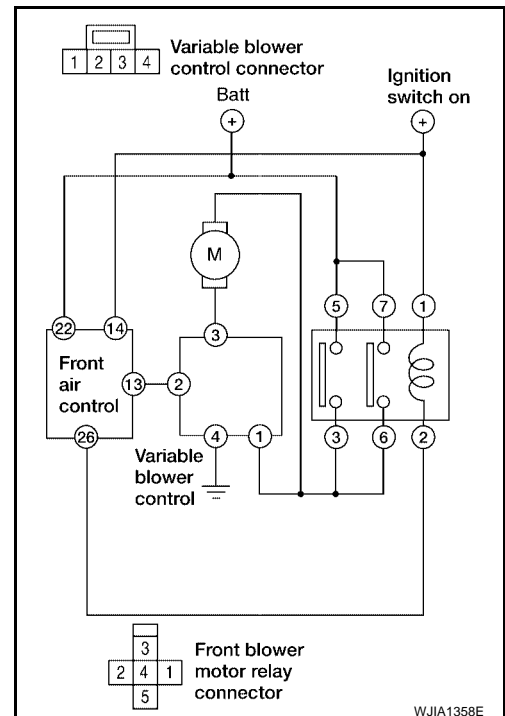 Variable blower
control connector
1 2 3 4
Batt
Ignition
switch on
+
+
M
5 7 1
22 14
3
Front
air
control
13
2
26
4 1
3 6 2
Variable
blower
control
3
2 4 1
5
Front blower
motor relay
connector
WJIA1358E